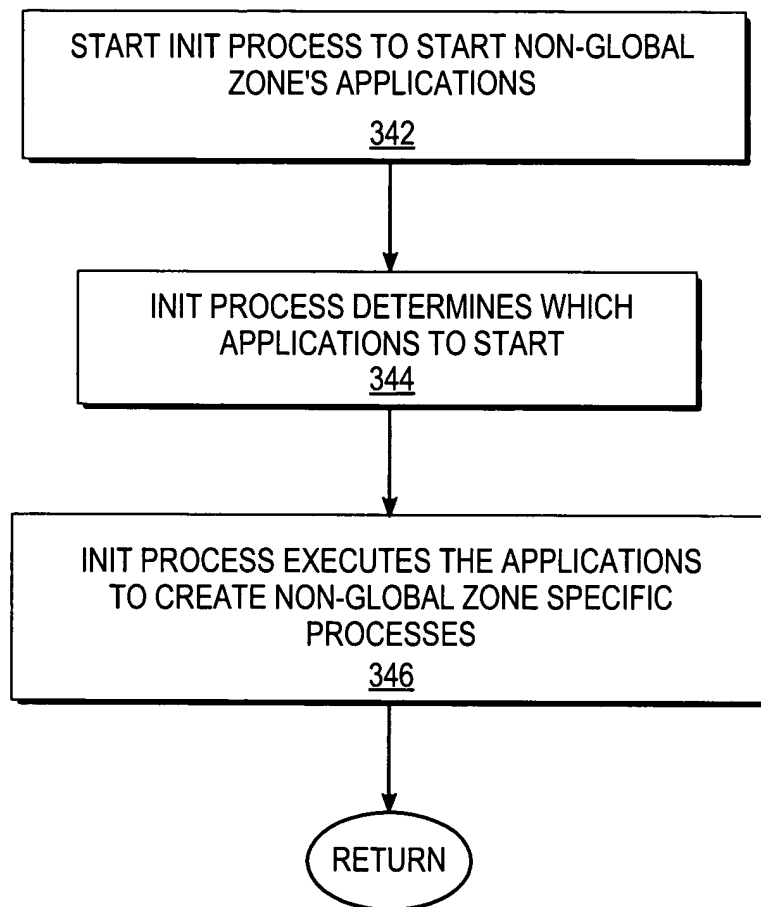 START INIT PROCESS TO START NON-GLOBAL
ZONE'S APPLICATIONS
342
INIT PROCESS DETERMINES WHICH
APPLICATIONS TO START
344
INIT PROCESS EXECUTES THE APPLICATIONS
TO CREATE NON-GLOBAL ZONE SPECIFIC
PROCESSES
346
RETURN